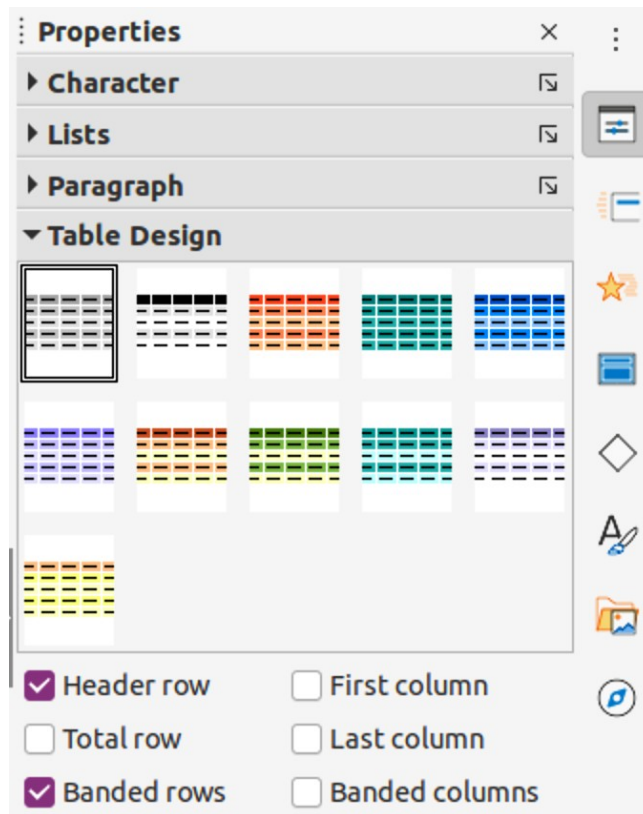 Properties
Character
Lists
Paragraph
Table Design
Header row
First column
Total row
Last column
Banded rows
Banded columns